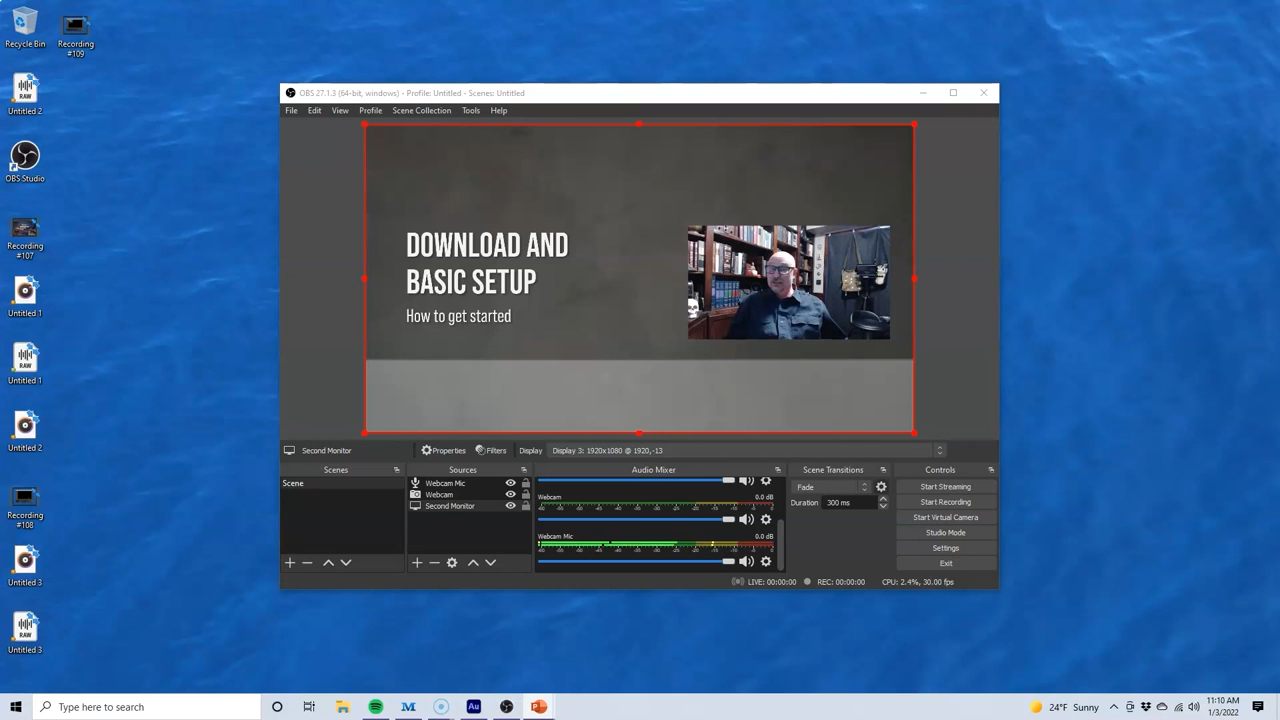 Recycle Bin
Recording
#109
Untitled 2
OBS Studio
Recording
#107
Untitled 1
Untitled 1
Untitled 2
Recording
#108
Untitled 3
Untitled 3
RAW
RAW
RAW
OBS 27.1.3 (64-bit, windows) - Profile: Untitled - Scenes: Untitled
File Edit View Profile Scene Collection Tools Help
DOWNLOAD AND
BASIC SETUP
How to get started
Second Monitor Properties Filters Display Display 3: 1920x1080 @ 1920,-13
Scenes Sources Audio Mixer Scene Transitions Controls
Scene
Webcam Mic
Webcam
Second Monitor
Webcam 0.0 dB
Webcam Mic 0.0 dB
Fade
Duration 300 ms
Start Streaming
Start Recording
Start Virtual Camera
Studio Mode
Settings
Exit
LIVE: 00:00:00 REC: 00:00:00 CPU: 2.4%, 30.00 fps
Type here to search
M
Au
P
24°F Sunny
11:10 AM
1/3/2022